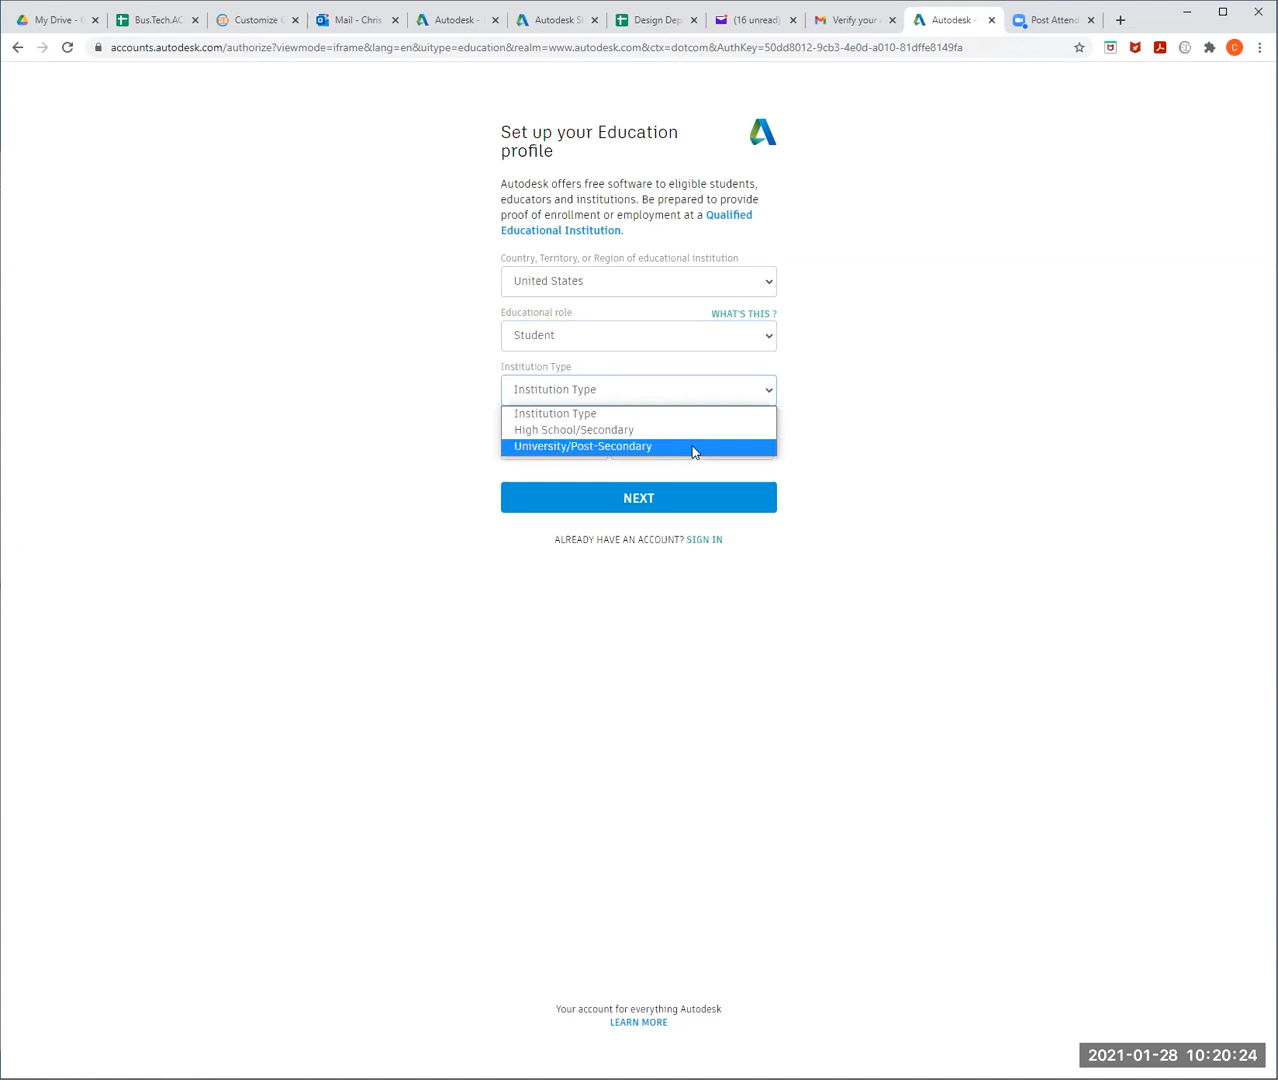 My Drive - C
Bus.Tech.AC
Customize C
Mail - Chris
Autodesk -
Autodesk St
Design Dep
(16 unread)
Verify your
Autodesk -
Post Attend
accounts.autodesk.com/authorize?viewmode=iframe&lang=en&uitype=education&realm=www.autodesk.com&ctx=dotcom&AuthKey=50dd8012-9cb3-4e0d-a010-81dffe8149fa
C
Set up your Education
profile
Autodesk offers free software to eligible students,
educators and institutions. Be prepared to provide
proof of enrollment or employment at a Qualified
Educational Institution.
Country, Territory, or Region of educational institution
United States
Educational role
WHAT'S THIS ?
Student
Institution Type
Institution Type
Institution Type
High School/Secondary
University/Post-Secondary
NEXT
ALREADY HAVE AN ACCOUNT? SIGN IN
Your account for everything Autodesk
LEARN MORE
2021-01-28 10:20:24